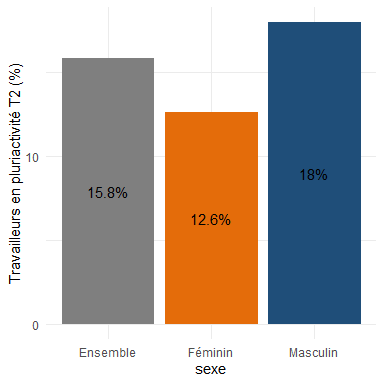 Travailleurs en pluriactivité T2 (%)
10
0
15.8%
12.6%
18%
Ensemble
Féminin
Masculin
sexe